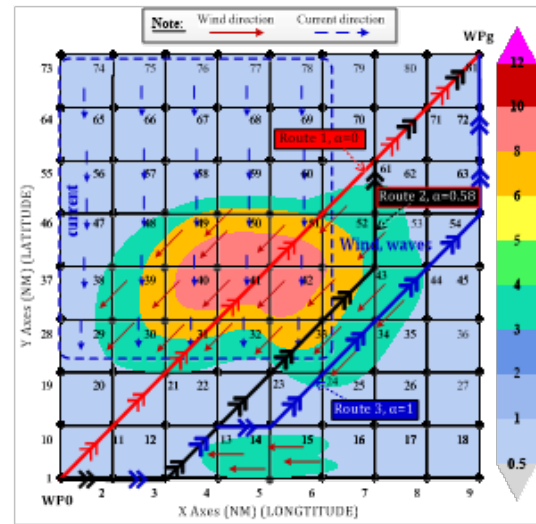 Note:
Wind direction
Current direction
WPg
73 74 75 76 77 78 79 80 81
64 65 66 67 68 69 70 71 72
Route 1, α=0
55 56 57 58 59 60 61 62 63
Route 2, α=0.58
46 47 48 49 50 51 52 53 54
current
Wind, waves
37 38 39 40 41 42 43 44 45
28 29 30 31 32 33 34 35 36
19 20 21 22 23 24 25 26 27
Route 3, α=1
10 11 12 13 14 15 16 17 18
1 2 3 4 5 6 7 8 9
WP0
X Axes (NM) (LONGTITUDE)
Y Axes (NM) (LATITUDE)
12
10
8
6
5
4
3
2
1
0.5